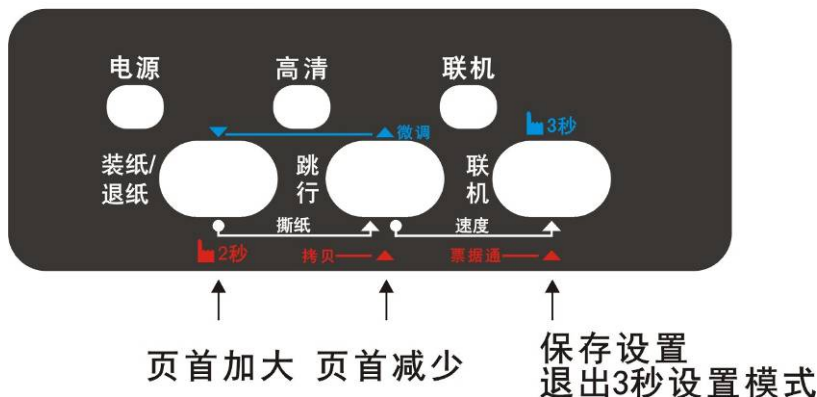 电源 高清 联机
微调 3秒
装纸/ 跳 联
退纸 行 机
撕纸 速度
2秒 拷贝 票据通
页首加大 页首减少 保存设置
退出3秒设置模式